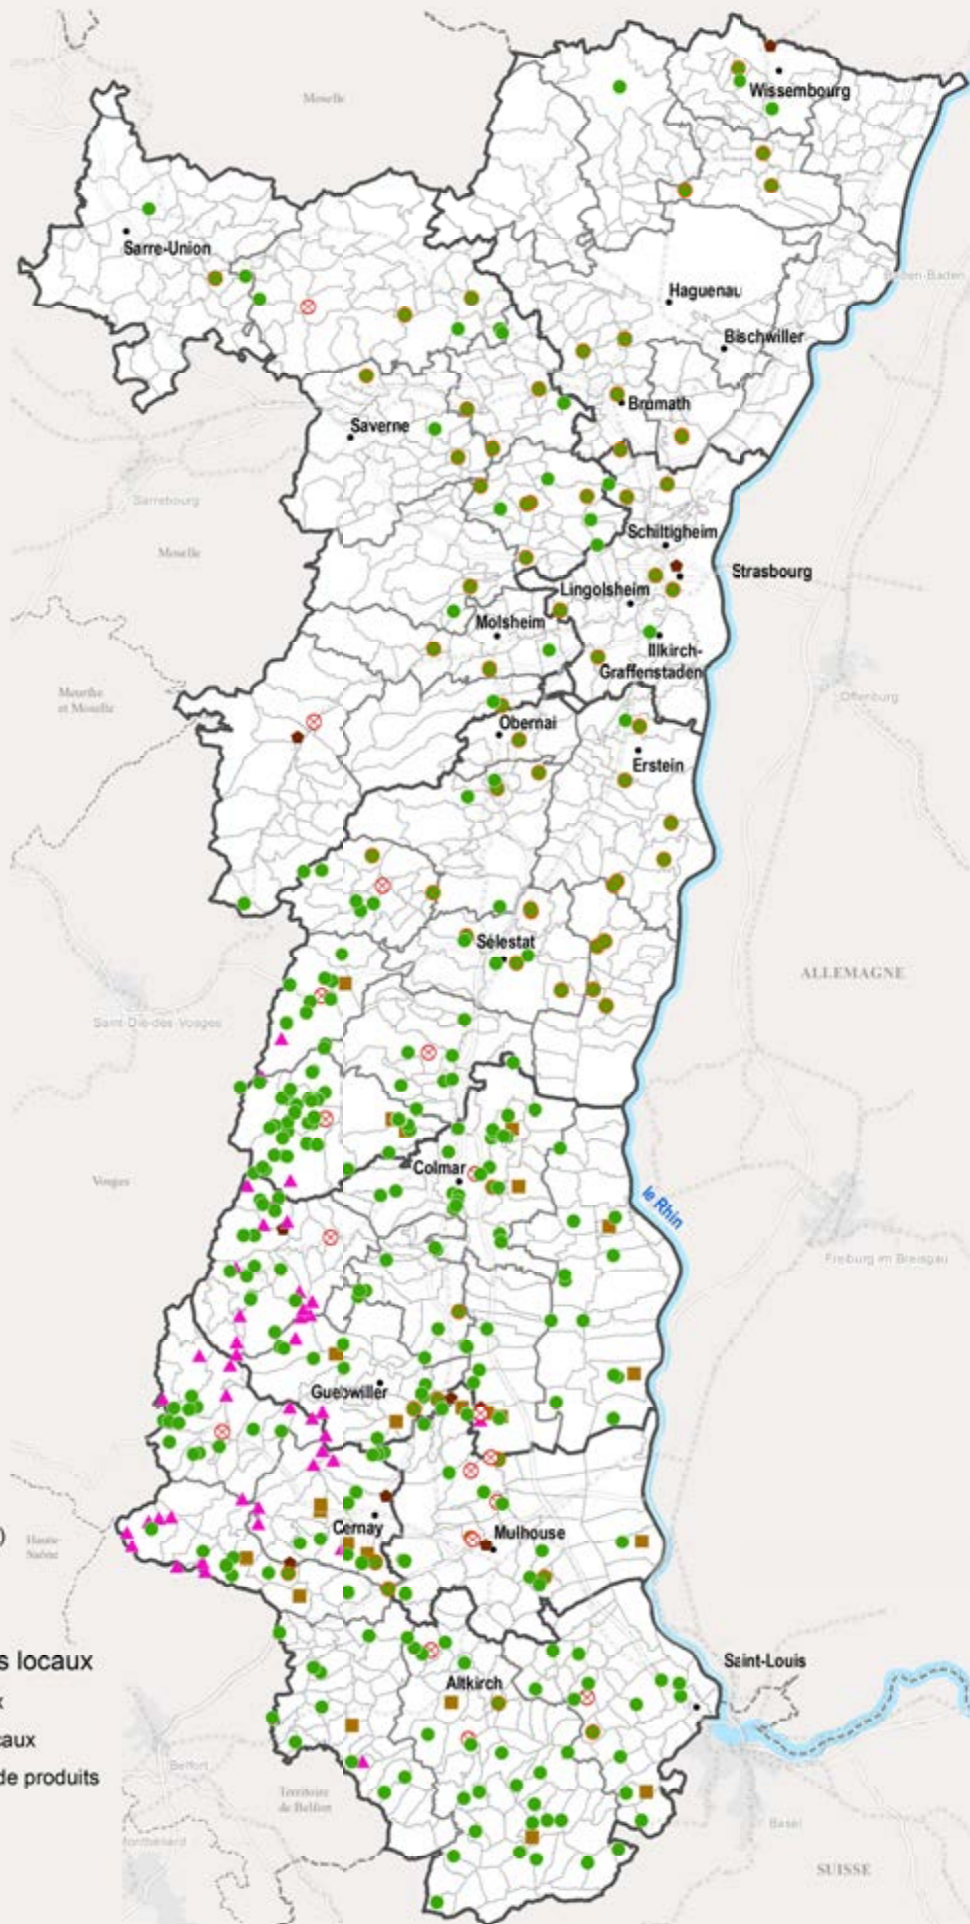 Moselle
Wissembourg
Sarre-Union
Baden-Baden
Haguenau
Bischwiller
Brumath
Saverne
Sarrebourg
Moselle
Schiltigheim
Strasbourg
Lingolsheim
Molsheim
Illkirch-
Graffenstaden
Meurthe
et Moselle
Offenburg
Obernai
Erstein
Sélestat
ALLEMAGNE
Saint-Dié-des-Vosges
Colmar
Vosges
le Rhin
Freiburg im Breisgau
Guebwiller
)
Haute-
Saône
Cernay
Mulhouse
s locaux
Saint-Louis
x
Altkirch
caux
Belfort
de produits
Territoire
de Belfort
Montbéliard
Basel
SUISSE